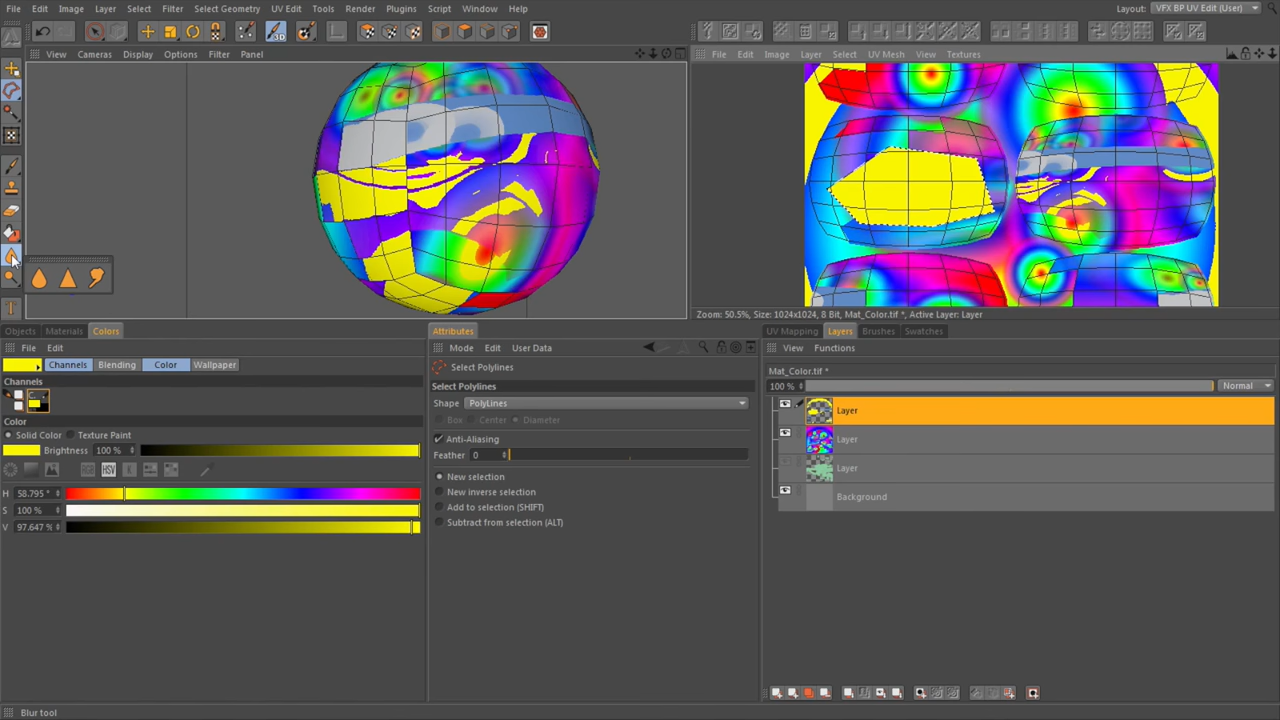 File Edit Image Layer Select Filter Select Geometry UV Edit Tools Render Plugins Script Window Help Layout: VFX BP UV Edit (User)
View Cameras Display Options Filter Panel
File Edit Image Layer Select UV Mesh View Textures
Zoom: 50.5%, Size: 1024x1024, 8 Bit, Mat_Color.tif *, Active Layer: Layer
Objects Materials Colors
File Edit
Channels Blending Color Wallpaper
Channels
Color
Solid Color Texture Paint
Brightness 100 %
HSV
H 58.795 °
S 100 %
V 97.647 %
Attributes
Mode Edit User Data
Select Polylines
Select Polylines
Shape PolyLines
Box Center Diameter
Anti-Aliasing
Feather 0
New selection
New inverse selection
Add to selection (SHIFT)
Subtract from selection (ALT)
UV Mapping Layers Brushes Swatches
View Functions
Mat_Color.tif *
100 % Normal
Layer
Layer
Layer
Background
Blur tool